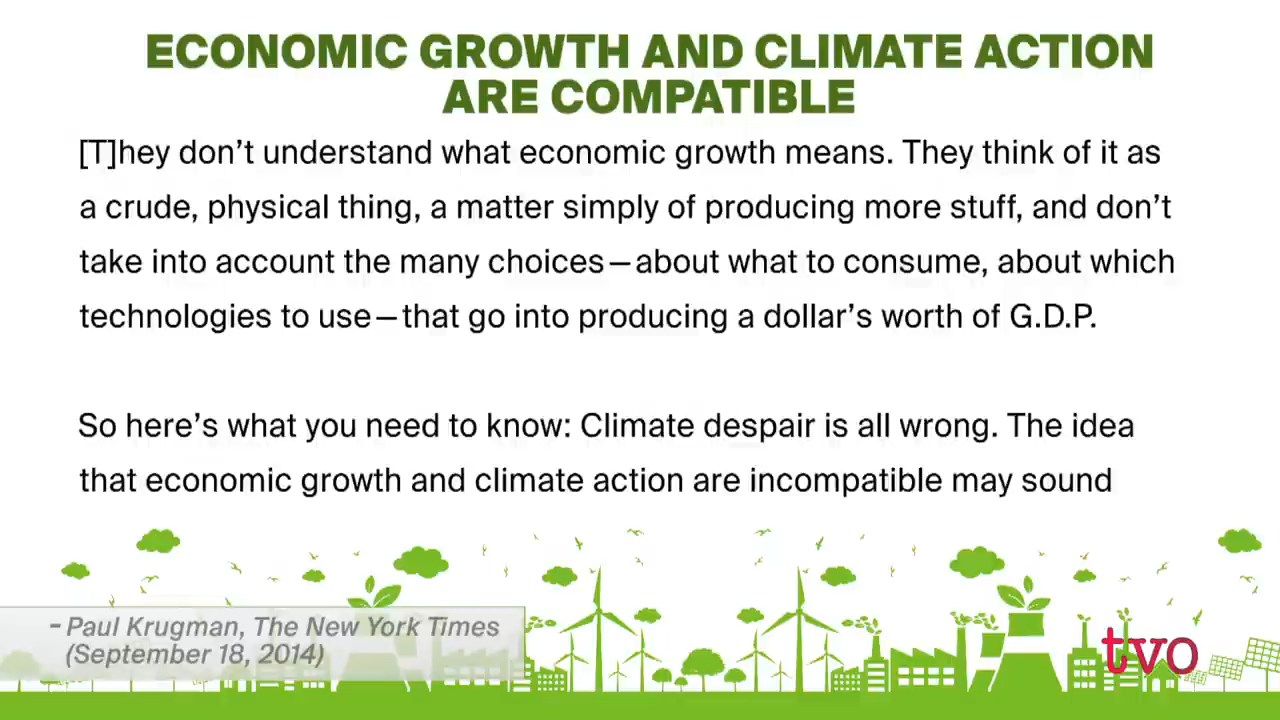 ECONOMIC GROWTH AND CLIMATE ACTION
ARE COMPATIBLE
[T]hey don’t understand what economic growth means. They think of it as
a crude, physical thing, a matter simply of producing more stuff, and don’t
take into account the many choices—about what to consume, about which
technologies to use—that go into producing a dollar’s worth of G.D.P.
So here’s what you need to know: Climate despair is all wrong. The idea
that economic growth and climate action are incompatible may sound
- Paul Krugman, The New York Times
(September 18, 2014)
tvo